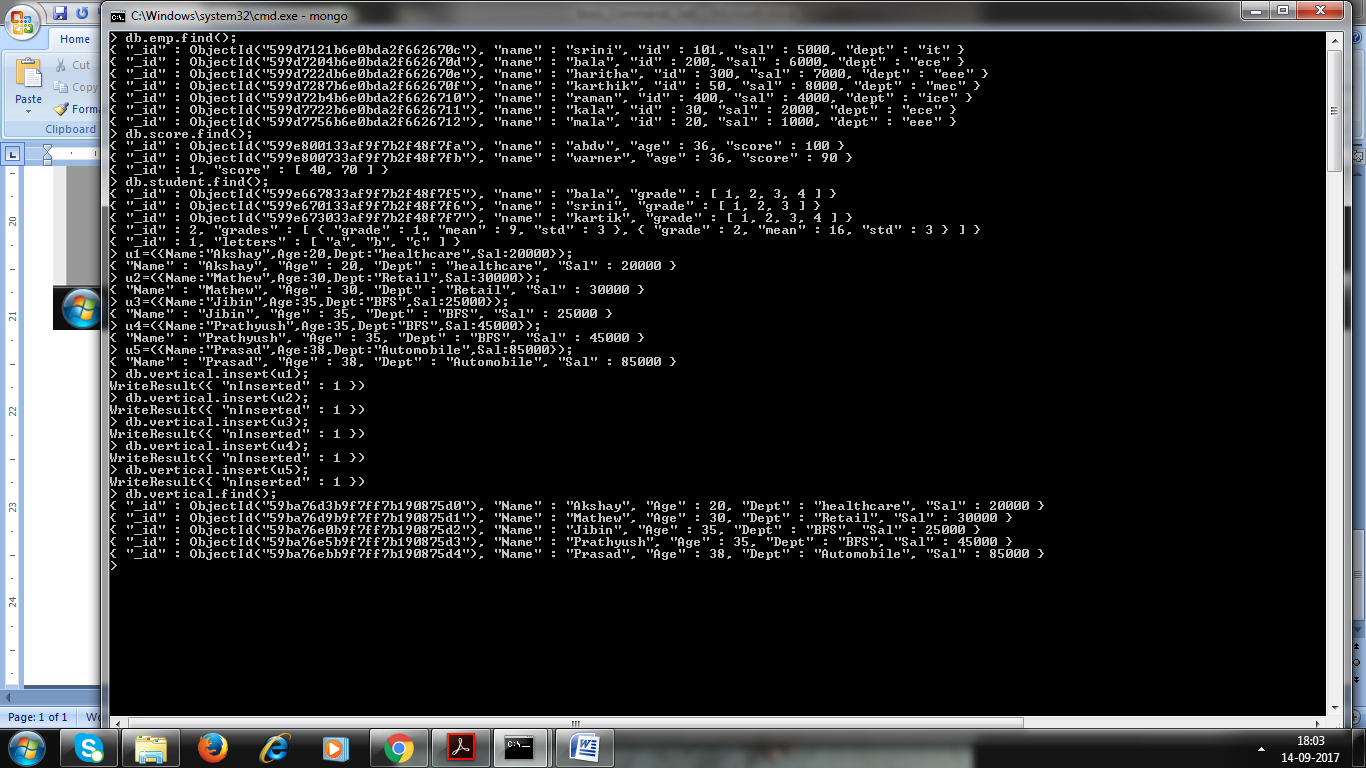 C:\Windows\system32\cmd.exe - mongo
Home
Cut
Copy
Paste
Clipboard
> db.emp.find();
{ "_id" : ObjectId("599d7121b6e0bda2f662670c"), "name" : "srini", "id" : 101, "sal" : 5000, "dept" : "it" }
{ "_id" : ObjectId("599d7204b6e0bda2f662670d"), "name" : "bala", "id" : 200, "sal" : 6000, "dept" : "ece" }
{ "_id" : ObjectId("599d722db6e0bda2f662670e"), "name" : "haritha", "id" : 300, "sal" : 7000, "dept" : "eee" }
{ "_id" : ObjectId("599d7287b6e0bda2f662670f"), "name" : "karthik", "id" : 50, "sal" : 8000, "dept" : "mec" }
{ "_id" : ObjectId("599d72b4b6e0bda2f6626710"), "name" : "raman", "id" : 400, "sal" : 4000, "dept" : "ice" }
{ "_id" : ObjectId("599d7722b6e0bda2f6626711"), "name" : "kala", "id" : 30, "sal" : 2000, "dept" : "ece" }
{ "_id" : ObjectId("599d7756b6e0bda2f6626712"), "name" : "mala", "id" : 20, "sal" : 1000, "dept" : "eee" }
> db.score.find();
{ "_id" : ObjectId("599e800133af9f7b2f48f7fa"), "name" : "abdv", "age" : 36, "score" : 100 }
{ "_id" : ObjectId("599e800733af9f7b2f48f7fb"), "name" : "warner", "age" : 36, "score" : 90 }
{ "_id" : 1, "score" : [ 40, 70 ] }
> db.student.find();
{ "_id" : ObjectId("599e667833af9f7b2f48f7f5"), "name" : "bala", "grade" : [ 1, 2, 3, 4 ] }
{ "_id" : ObjectId("599e670133af9f7b2f48f7f6"), "name" : "srini", "grade" : [ 1, 2, 3 ] }
{ "_id" : ObjectId("599e673033af9f7b2f48f7f7"), "name" : "kartik", "grade" : [ 1, 2, 3, 4 ] }
{ "_id" : 2, "grades" : [ { "grade" : 1, "mean" : 9, "std" : 3 }, { "grade" : 2, "mean" : 16, "std" : 3 } ] }
{ "_id" : 1, "letters" : [ "a", "b", "c" ] }
> u1=({Name:"Akshay",Age:20,Dept:"healthcare",Sal:20000});
{ "Name" : "Akshay", "Age" : 20, "Dept" : "healthcare", "Sal" : 20000 }
> u2=({Name:"Mathew",Age:30,Dept:"Retail",Sal:30000});
{ "Name" : "Mathew", "Age" : 30, "Dept" : "Retail", "Sal" : 30000 }
> u3=({Name:"Jibin",Age:35,Dept:"BFS",Sal:25000});
{ "Name" : "Jibin", "Age" : 35, "Dept" : "BFS", "Sal" : 25000 }
> u4=({Name:"Prathyush",Age:35,Dept:"BFS",Sal:45000});
{ "Name" : "Prathyush", "Age" : 35, "Dept" : "BFS", "Sal" : 45000 }
> u5=({Name:"Prasad",Age:38,Dept:"Automobile",Sal:85000});
{ "Name" : "Prasad", "Age" : 38, "Dept" : "Automobile", "Sal" : 85000 }
> db.vertical.insert(u1);
WriteResult({ "nInserted" : 1 })
> db.vertical.insert(u2);
WriteResult({ "nInserted" : 1 })
> db.vertical.insert(u3);
WriteResult({ "nInserted" : 1 })
> db.vertical.insert(u4);
WriteResult({ "nInserted" : 1 })
> db.vertical.insert(u5);
WriteResult({ "nInserted" : 1 })
> db.vertical.find();
{ "_id" : ObjectId("59ba76d3b9f7ff7b190875d0"), "Name" : "Akshay", "Age" : 20, "Dept" : "healthcare", "Sal" : 20000 }
{ "_id" : ObjectId("59ba76d9b9f7ff7b190875d1"), "Name" : "Mathew", "Age" : 30, "Dept" : "Retail", "Sal" : 30000 }
{ "_id" : ObjectId("59ba76e0b9f7ff7b190875d2"), "Name" : "Jibin", "Age" : 35, "Dept" : "BFS", "Sal" : 25000 }
{ "_id" : ObjectId("59ba76e5b9f7ff7b190875d3"), "Name" : "Prathyush", "Age" : 35, "Dept" : "BFS", "Sal" : 45000 }
{ "_id" : ObjectId("59ba76ebb9f7ff7b190875d4"), "Name" : "Prasad", "Age" : 38, "Dept" : "Automobile", "Sal" : 85000 }
>
20
21
22
23
24
Page: 1 of 1
18:03
14-09-2017